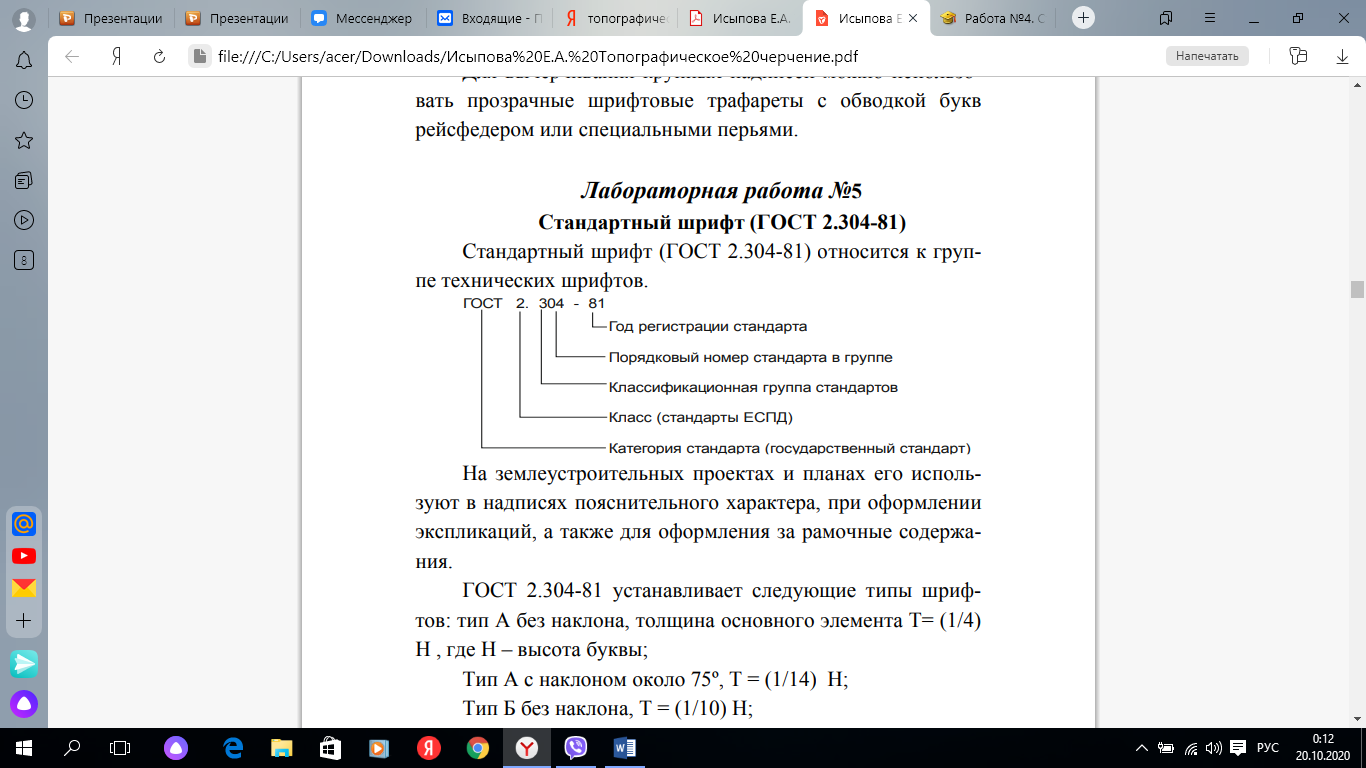 Презентации
Презентации
Мессенджер
Входящие - П
топографичес
Исыпова Е.А.
Исыпова Е
Работа №4. С
file:///C:/Users/acer/Downloads/Исыпова%20Е.А.%20Топографическое%20черчение.pdf
Напечатать
8
вать прозрачные шрифтовые трафареты с обводкой букв
рейсфедером или специальными перьями.
Лабораторная работа №5
Стандартный шрифт (ГОСТ 2.304-81)
Стандартный шрифт (ГОСТ 2.304-81) относится к груп-
пе технических шрифтов.
ГОСТ 2. 304 - 81
Год регистрации стандарта
Порядковый номер стандарта в группе
Классификационная группа стандартов
Класс (стандарты ЕСПД)
Категория стандарта (государственный стандарт)
На землеустроительных проектах и планах его исполь-
зуют в надписях пояснительного характера, при оформлении
экспликаций, а также для оформления за рамочные содержа-
ния.
ГОСТ 2.304-81 устанавливает следующие типы шриф-
тов: тип А без наклона, толщина основного элемента Т= (1/4)
Н , где Н – высота буквы;
Тип А с наклоном около 75º, Т = (1/14) Н;
Тип Б без наклона, Т = (1/10) Н;
РУС
0:12
20.10.2020